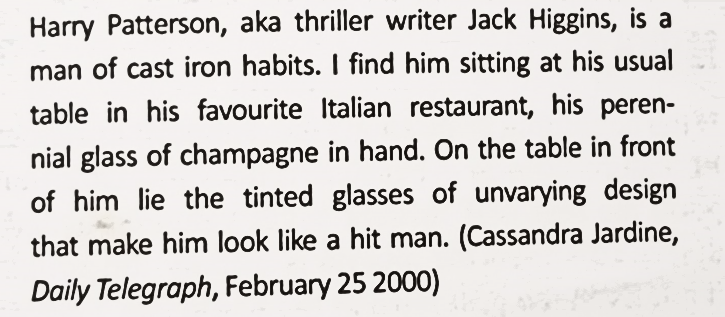 Harry Patterson, aka thriller writer Jack Higgins, is a
man of cast iron habits. I find him sitting at his usual
table in his favourite Italian restaurant, his peren-
nial glass of champagne in hand. On the table in front
of him lie the tinted glasses of unvarying design
that make him look like a hit man. (Cassandra Jardine,
Daily Telegraph, February 25 2000)